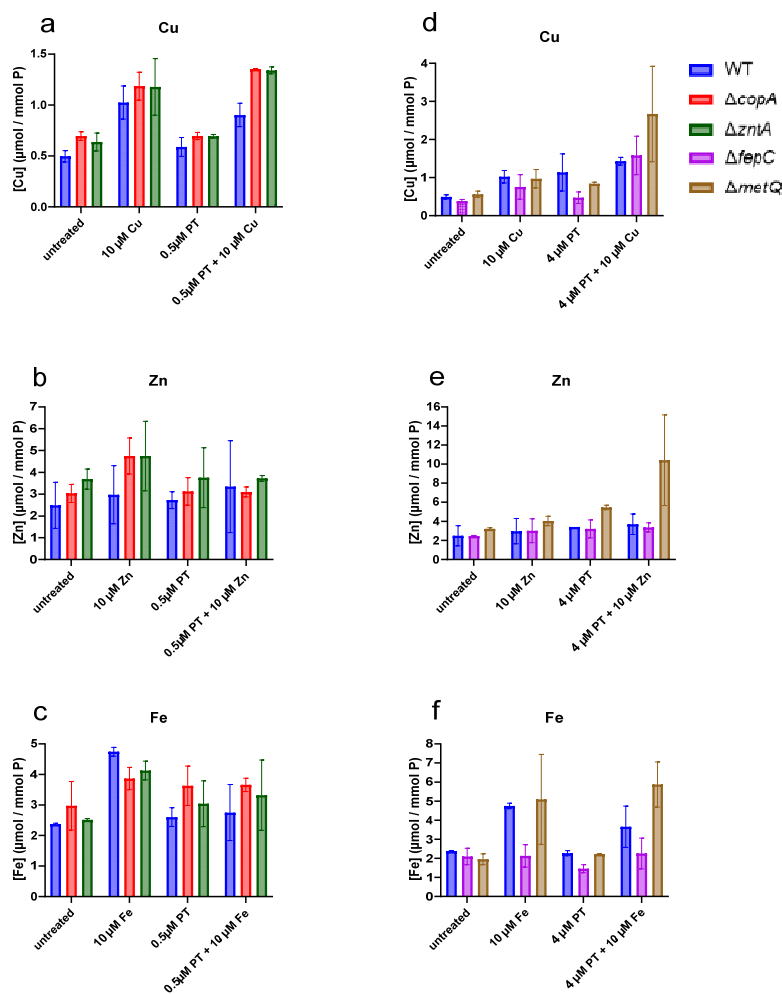 a
Cu
[Cu] (µmol / mmol P)
1.5
1.0
0.5
0.0
untreated
10 µM Cu
0.5µM PT
0.5µM PT + 10 µM Cu
d
Cu
[Cu] (µmol / mmol P)
4
3
2
1
0
untreated
10 µM Cu
4 µM PT
4 µM PT + 10 µM Cu
WT
ΔcopA
ΔzntA
ΔfepC
ΔmetQ
b
Zn
[Zn] (µmol / mmol P)
7
6
5
4
3
2
1
0
untreated
10 µM Zn
0.5µM PT
0.5µM PT + 10 µM Zn
e
Zn
[Zn] (µmol / mmol P)
16
14
12
10
8
6
4
2
0
untreated
10 µM Zn
4 µM PT
4 µM PT + 10 µM Zn
c
Fe
[Fe] (µmol / mmol P)
5
4
3
2
1
0
untreated
10 µM Fe
0.5µM PT
0.5µM PT + 10 µM Fe
f
Fe
[Fe] (µmol / mmol P)
8
7
6
5
4
3
2
1
0
untreated
10 µM Fe
4 µM PT
4 µM PT + 10 µM Fe